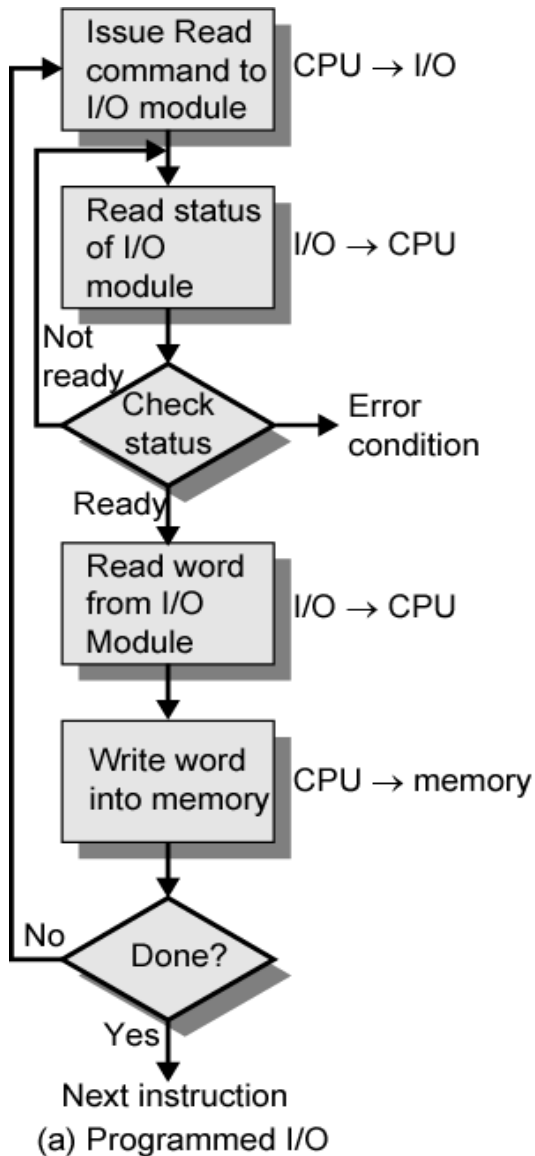 Issue Read
command to
I/O module
CPU → I/O
Read status
of I/O
module
I/O → CPU
Not
ready
Check
status
Error
condition
Ready
Read word
from I/O
Module
I/O → CPU
Write word
into memory
CPU → memory
No
Done?
Yes
Next instruction
(a) Programmed I/O